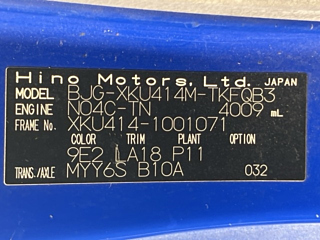 Hino Motors, Ltd. JAPAN
MODEL BJG-XKU414M-TKFQB3
ENGINE N04C-TN 4009 mL
FRAME No. XKU414-1001071
COLOR TRIM PLANT OPTION
9E2 LA18 P11
TRANS./AXLE MYY6S B10A 032